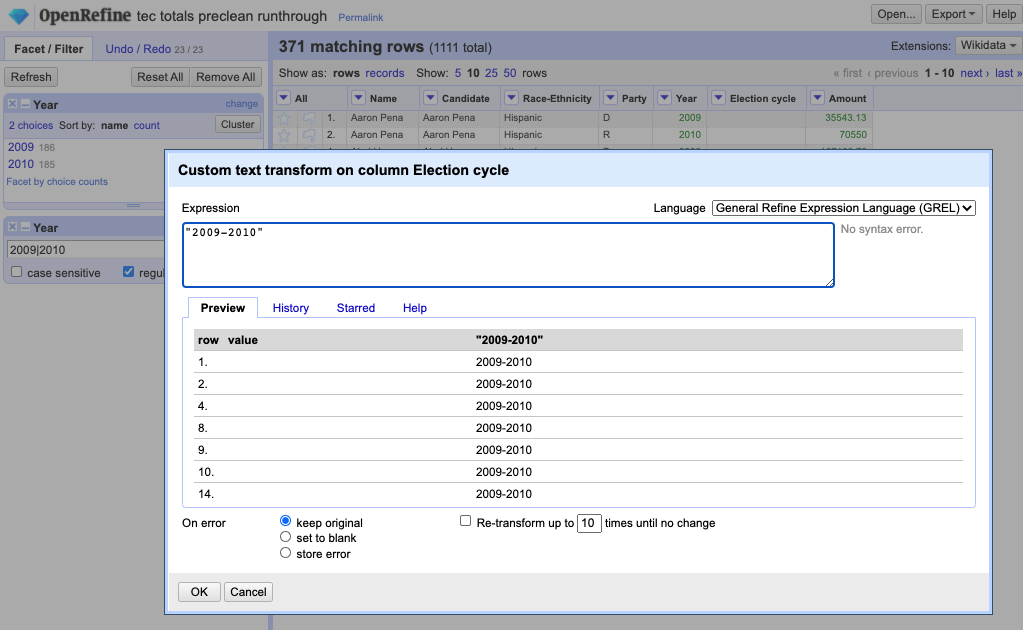 OpenRefine tec totals preclean runthrough Permalink Open... Export Help
Facet / Filter Undo / Redo 23 / 23 371 matching rows (1111 total) Extensions: Wikidata
Refresh Reset All Remove All Show as: rows records Show: 5 10 25 50 rows « first ‹ previous 1 - 10 next › last »
Year change All Name Candidate Race-Ethnicity Party Year Election cycle Amount
2 choices Sort by: name count Cluster 1. Aaron Pena Aaron Pena Hispanic D 2009 35543.13
2009 186 2. Aaron Pena Aaron Pena Hispanic R 2010 70550
2010 185
Facet by choice counts
Year
2009|2010
case sensitive regul
Custom text transform on column Election cycle
Expression Language General Refine Expression Language (GREL)
"2009-2010" No syntax error.
Preview History Starred Help
row value "2009-2010"
1. 2009-2010
2. 2009-2010
4. 2009-2010
8. 2009-2010
9. 2009-2010
10. 2009-2010
14. 2009-2010
On error keep original Re-transform up to 10 times until no change
set to blank
store error
OK Cancel